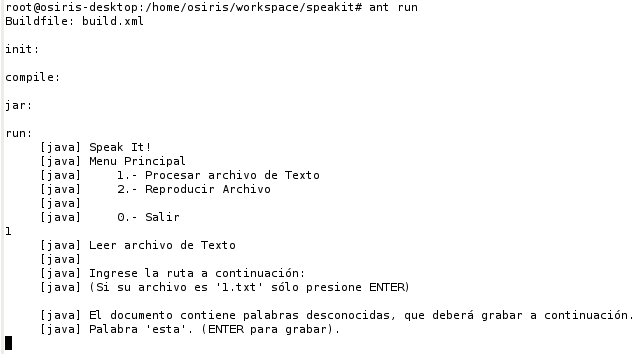 root@osiris-desktop:/home/osiris/workspace/speakit# ant run
Buildfile: build.xml
init:
compile:
jar:
run:
[java] Speak It!
[java] Menu Principal
[java] 1.- Procesar archivo de Texto
[java] 2.- Reproducir Archivo
[java]
[java] 0.- Salir
1
[java] Leer archivo de Texto
[java]
[java] Ingrese la ruta a continuación:
[java] (Si su archivo es '1.txt' sólo presione ENTER)
[java] El documento contiene palabras desconocidas, que deberá grabar a continuación.
[java] Palabra 'esta'. (ENTER para grabar).